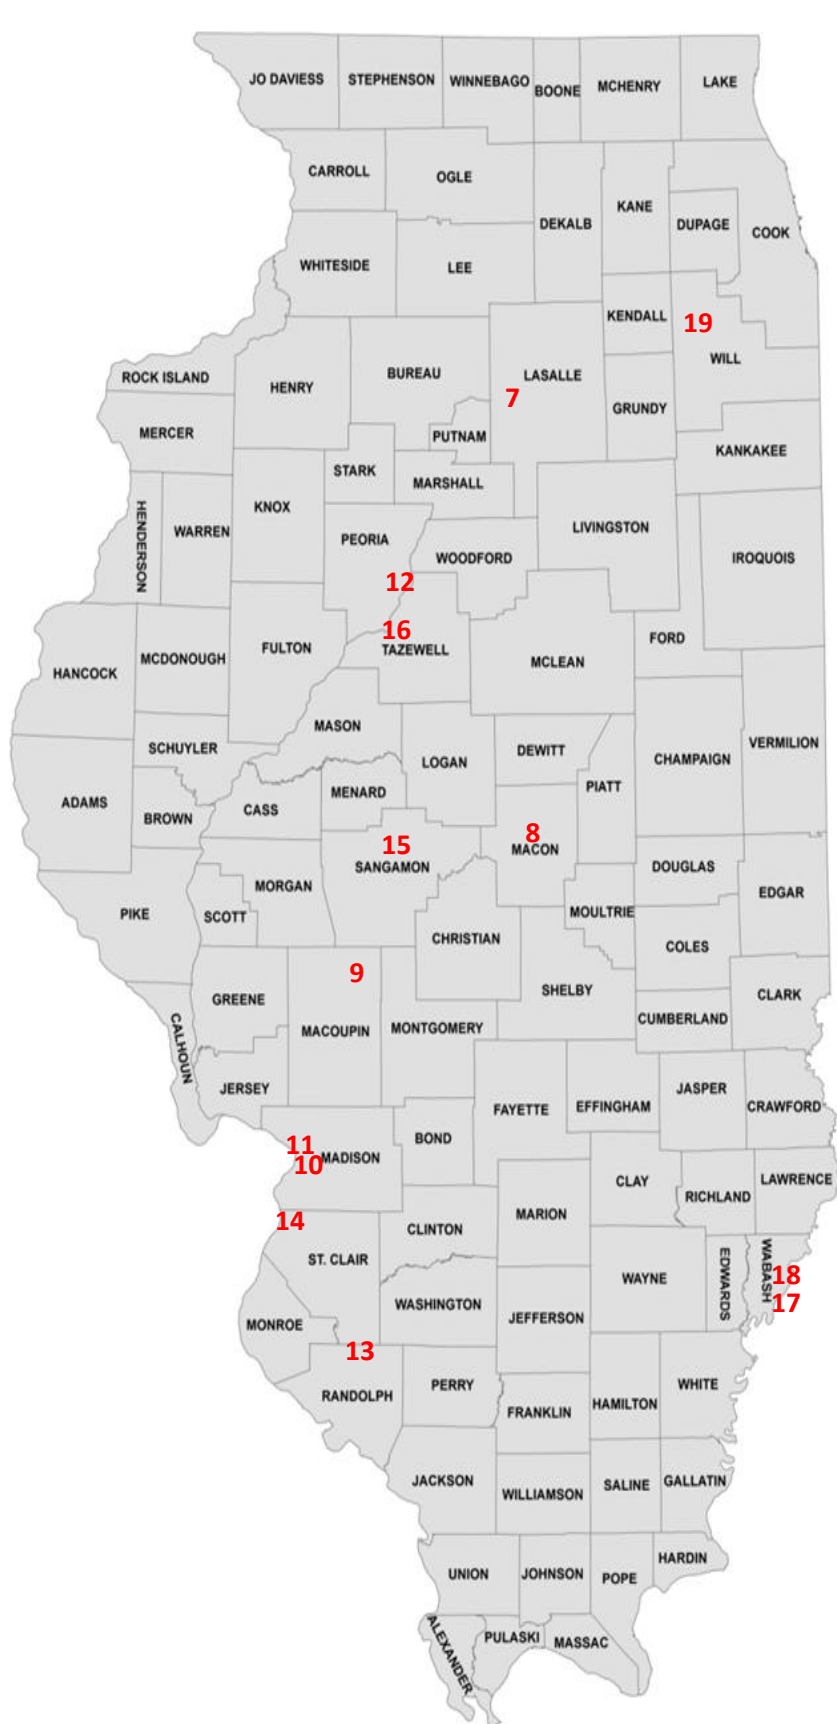 JO DAVIESS STEPHENSON WINNEBAGO BOONE MCHENRY LAKE
CARROLL OGLE DEKALB KANE DUPAGE COOK
WHITESIDE LEE
KENDALL 19 WILL
ROCK ISLAND HENRY BUREAU LASALLE
7 GRUNDY
MERCER PUTNAM KANKAKEE
STARK MARSHALL
HENDERSON WARREN KNOX PEORIA WOODFORD LIVINGSTON IROQUOIS
12
16
HANCOCK MCDONOUGH FULTON TAZEWELL MCLEAN FORD
SCHUYLER MASON LOGAN DEWITT CHAMPAIGN VERMILION
PIATT
ADAMS BROWN CASS MENARD
15 8
SANGAMON MACON DOUGLAS
MORGAN EDGAR
PIKE SCOTT CHRISTIAN MOULTRIE COLES
9
GREENE SHELBY CLARK
CALHOUN MACOUPIN MONTGOMERY CUMBERLAND
JERSEY FAYETTE EFFINGHAM JASPER CRAWFORD
11
10 MADISON BOND CLAY RICHLAND LAWRENCE
14 CLINTON MARION
ST. CLAIR WAYNE EDWARDS WABASH 18
17
MONROE WASHINGTON JEFFERSON
13
RANDOLPH PERRY FRANKLIN HAMILTON WHITE
JACKSON WILLIAMSON SALINE GALLATIN
UNION JOHNSON POPE HARDIN
ALEXANDER PULASKI MASSAC